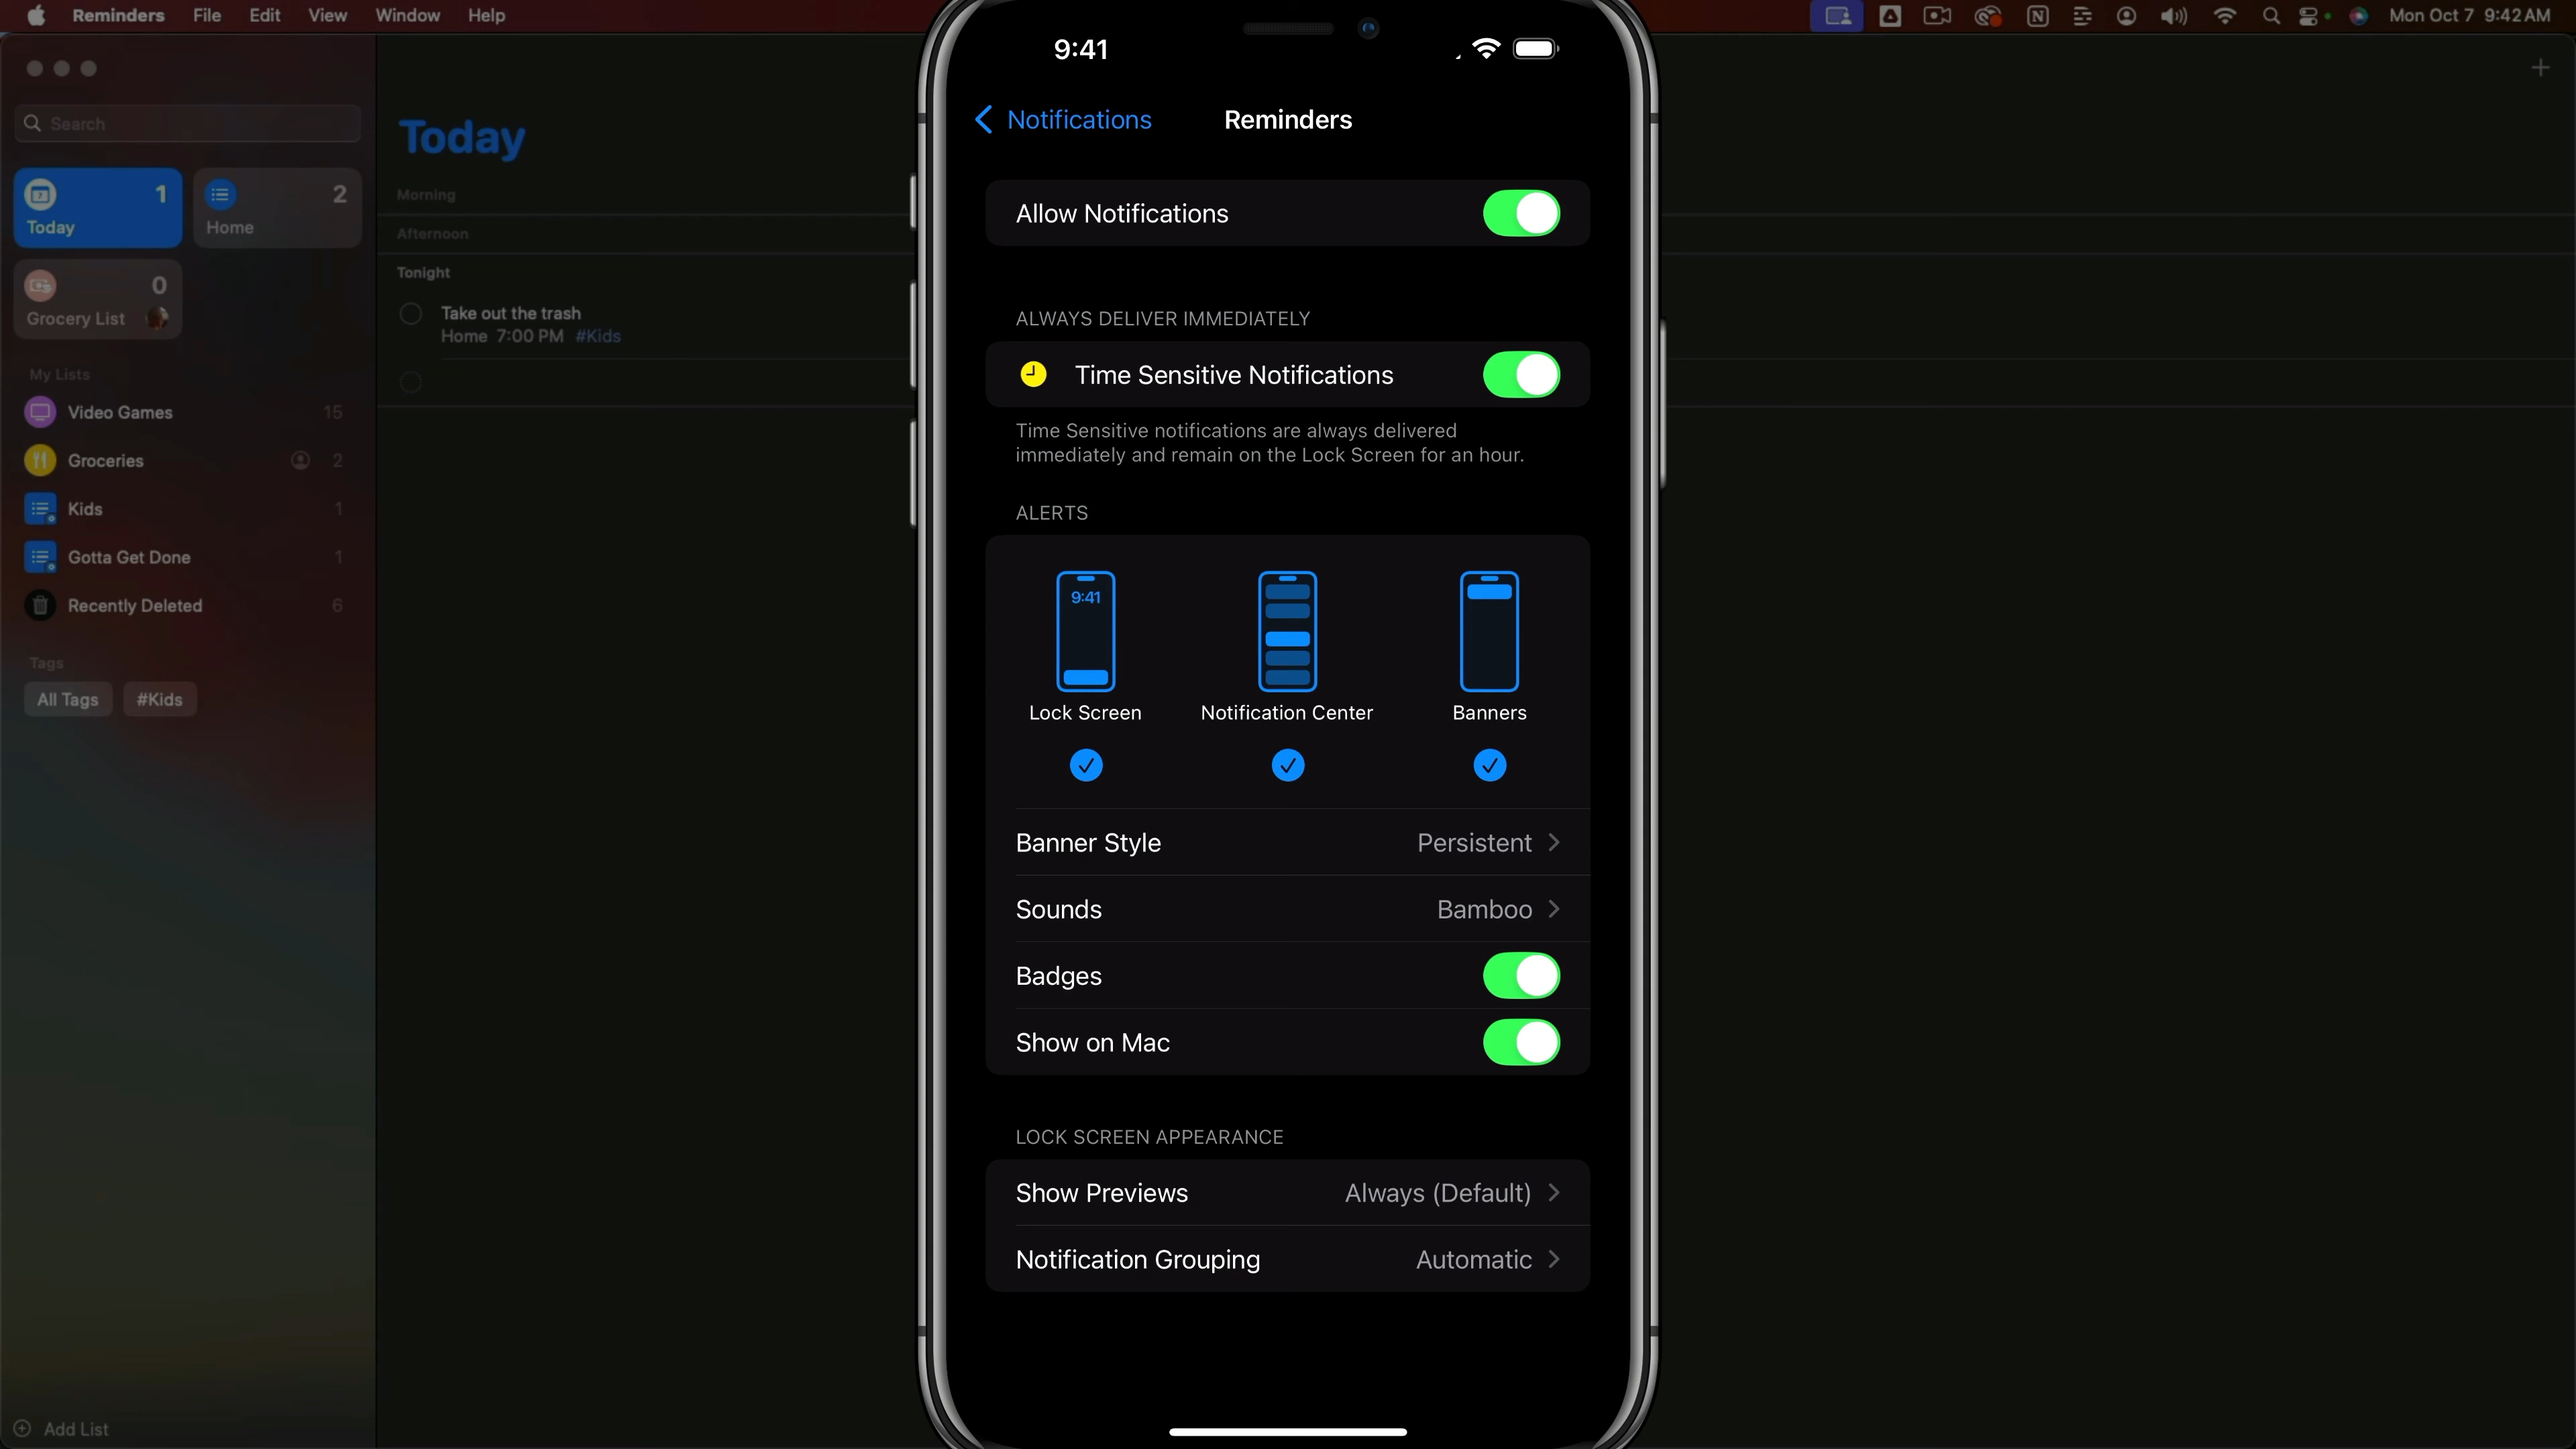 Reminders File Edit View Window Help
Mon Oct 7 9:42 AM
Search
1
Today
2
Home
0
Grocery List
My Lists
Video Games 15
Groceries 2
Kids 1
Gotta Get Done 1
Recently Deleted 6
Tags
All Tags #Kids
Add List
Today
Morning
Afternoon
Tonight
Take out the trash
Home 7:00 PM #Kids
9:41
Notifications Reminders
Allow Notifications
ALWAYS DELIVER IMMEDIATELY
Time Sensitive Notifications
Time Sensitive notifications are always delivered
immediately and remain on the Lock Screen for an hour.
ALERTS
9:41
Lock Screen Notification Center Banners
Banner Style Persistent
Sounds Bamboo
Badges
Show on Mac
LOCK SCREEN APPEARANCE
Show Previews Always (Default)
Notification Grouping Automatic